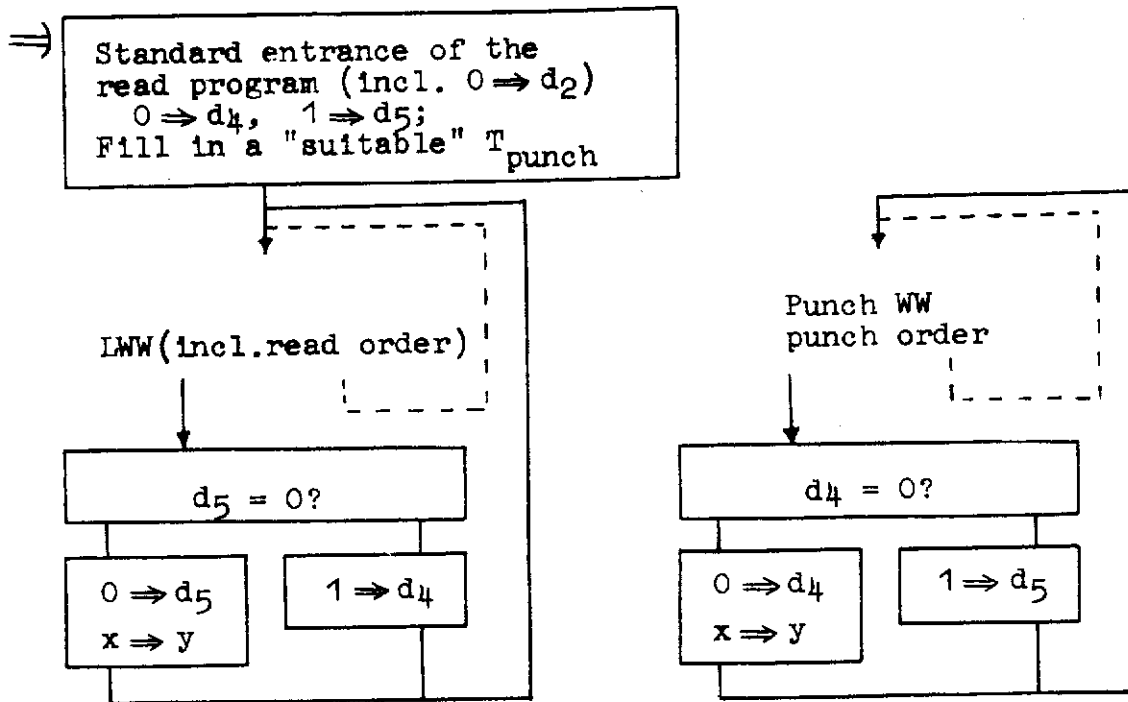 ⇒ Standard entrance of the
read program (incl. 0 ⇒ d₂)
0 ⇒ d₄, 1 ⇒ d₅;
Fill in a "suitable" T_punch
LWW(incl.read order)
d₅ = 0?
0 ⇒ d₅
x ⇒ y
1 ⇒ d₄
Punch WW
punch order
d₄ = 0?
0 ⇒ d₄
x ⇒ y
1 ⇒ d₅